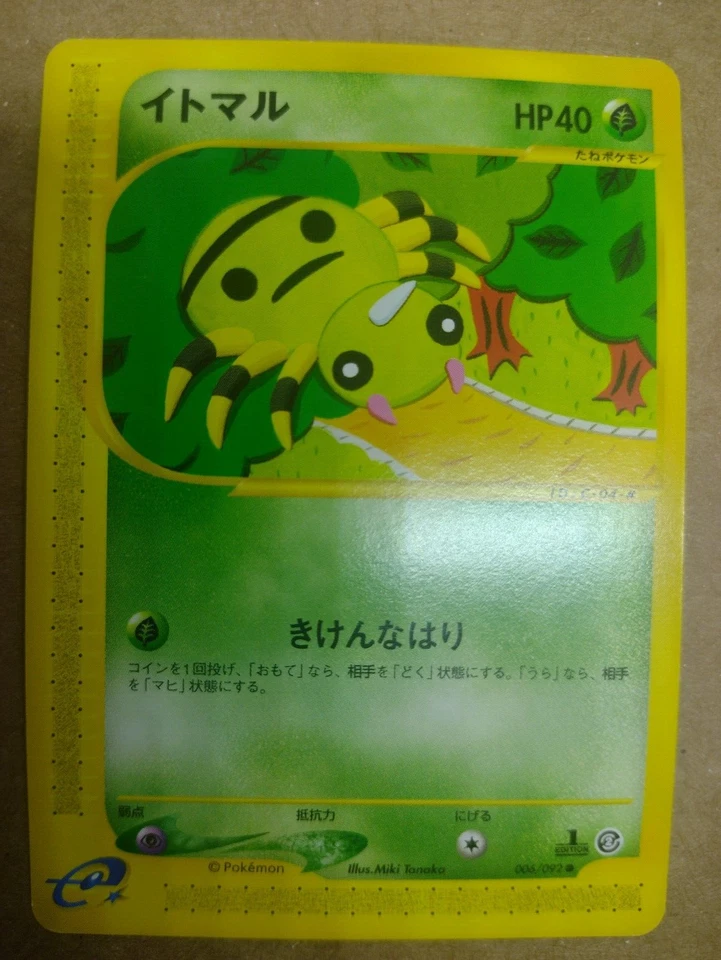 イトマル
HP40
たねポケモン
ID. C-04-#
きけんなはり
コインを1回投げ、「おもて」なら、相手を「どく」状態にする。「うら」なら、相手
を「マヒ」状態にする。
弱点
抵抗力
にげる
1
EDITION
© Pokémon
Illus.Miki Tanaka
006/092
e